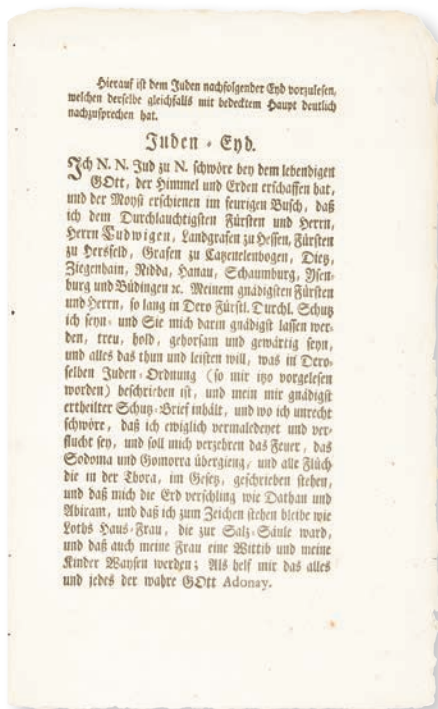 Hierauf ist dem Juden nachfolgender Eyd vorzulesen,
welchen derselbe gleichfalls mit bedecktem Haupt deutlich
nachzusprechen hat.
Juden-Eyd.
Ich N. N. Jud zu N. schwöre bey dem lebendigen
GOtt, der Himmel und Erden erschaffen hat,
und der Moysi erschienen im feurigen Busch, daß
ich dem Durchlauchtigsten Fürsten und Herrn,
Herrn Ludwigen, Landgrafen zu Hessen, Fürsten
zu Hersfeld, Grafen zu Catzenelenbogen, Dietz,
Ziegenhain, Nidda, Hanau, Schaumburg, Ysen-
burg und Büdingen ꝛc. Meinem gnädigsten Fürsten
und Herrn, so lang in Dero Fürstl. Durchl. Schutz
ich seyn- und Sie mich darin gnädigst lassen wer-
den, treu, hold, gehorsam und gewärtig seyn,
und alles das thun und leisten will, was in Dero-
selben Juden-Ordnung (so mir itzo vorgelesen
worden) beschrieben ist, und mein mir gnädigst
ertheilter Schutz-Brief inhält, und wo ich unrecht
schwöre, daß ich ewiglich vermaledeyet und ver-
flucht sey, und soll mich verzehren das Feuer, das
Sodoma und Gomorra übergieng, und alle Flüch
die in der Thora, im Gesetz, geschrieben stehen,
und daß mich die Erd verschling wie Dathan und
Abiram, und daß ich zum Zeichen stehen bleibe wie
Loths Haus-Frau, die zur Saltz-Säule ward,
und daß auch meine Frau eine Wittib und meine
Kinder Waysen werden; Als helf mir das alles
und jedes der wahre GOtt Adonay.